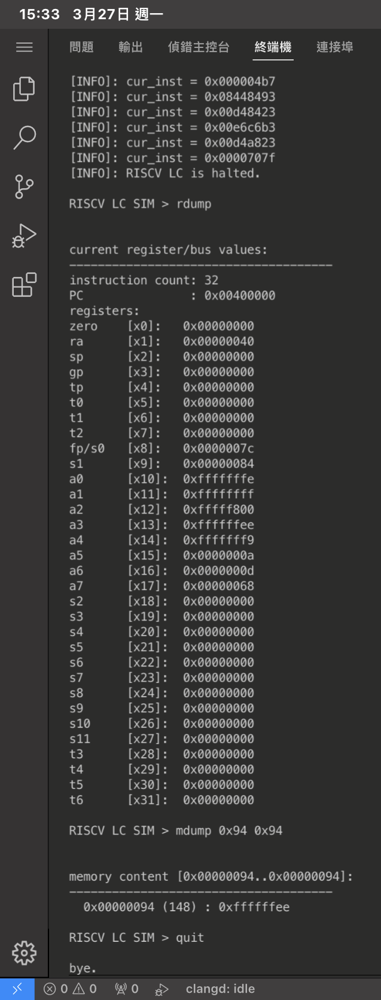 15:33 3月27日 週一
問題 輸出 偵錯主控台 終端機 連接埠
[INFO]: cur_inst = 0x000004b7
[INFO]: cur_inst = 0x08448493
[INFO]: cur_inst = 0x00d48423
[INFO]: cur_inst = 0x00e6c6b3
[INFO]: cur_inst = 0x00d4a823
[INFO]: cur_inst = 0x0000707f
[INFO]: RISCV LC is halted.
RISCV LC SIM > rdump
current register/bus values:
-------------------------------------
instruction count: 32
PC : 0x00400000
registers:
zero [x0]: 0x00000000
ra [x1]: 0x00000040
sp [x2]: 0x00000000
gp [x3]: 0x00000000
tp [x4]: 0x00000000
t0 [x5]: 0x00000000
t1 [x6]: 0x00000000
t2 [x7]: 0x00000000
fp/s0 [x8]: 0x0000007c
s1 [x9]: 0x00000084
a0 [x10]: 0xfffffffe
a1 [x11]: 0xffffffff
a2 [x12]: 0xfffff800
a3 [x13]: 0xffffffee
a4 [x14]: 0xfffffff9
a5 [x15]: 0x0000000a
a6 [x16]: 0x0000000d
a7 [x17]: 0x00000068
s2 [x18]: 0x00000000
s3 [x19]: 0x00000000
s4 [x20]: 0x00000000
s5 [x21]: 0x00000000
s6 [x22]: 0x00000000
s7 [x23]: 0x00000000
s8 [x24]: 0x00000000
s9 [x25]: 0x00000000
s10 [x26]: 0x00000000
s11 [x27]: 0x00000000
t3 [x28]: 0x00000000
t4 [x29]: 0x00000000
t5 [x30]: 0x00000000
t6 [x31]: 0x00000000
RISCV LC SIM > mdump 0x94 0x94
memory content [0x00000094..0x00000094]:
-------------------------------------
0x00000094 (148) : 0xffffffee
RISCV LC SIM > quit
bye.
0 0 0 clangd: idle